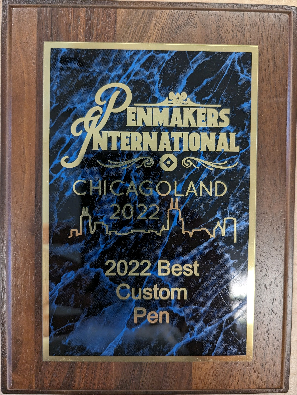 PENMAKERS
INTERNATIONAL
CHICAGOLAND
2022
2022 Best
Custom
Pen